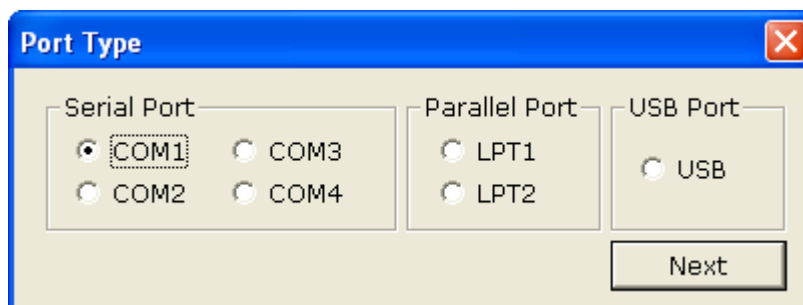 Port Type
Serial Port
COM1 COM3
COM2 COM4
Parallel Port
LPT1
LPT2
USB Port
USB
Next